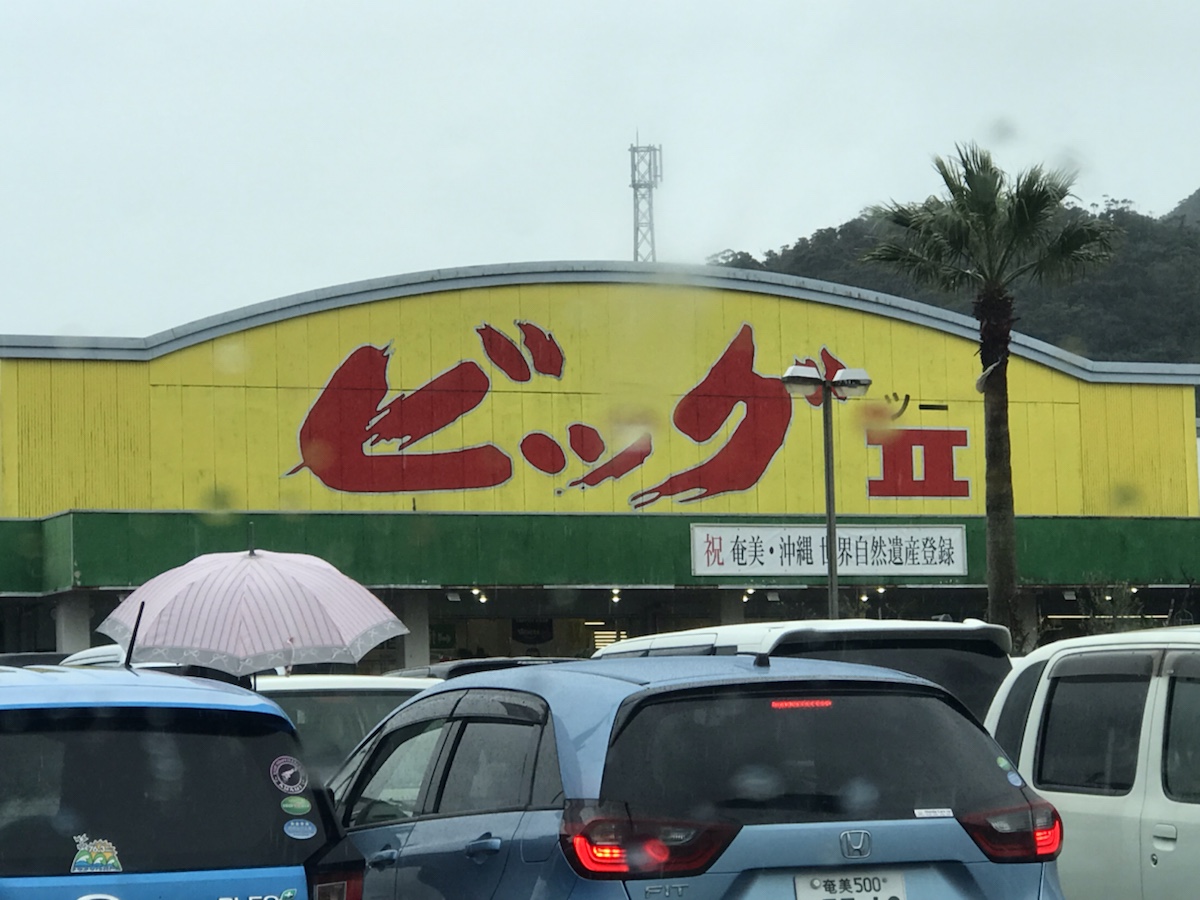 ビッグ
ツー
II
祝 奄美・沖縄 世界自然遺産登録
FIT
奄美500